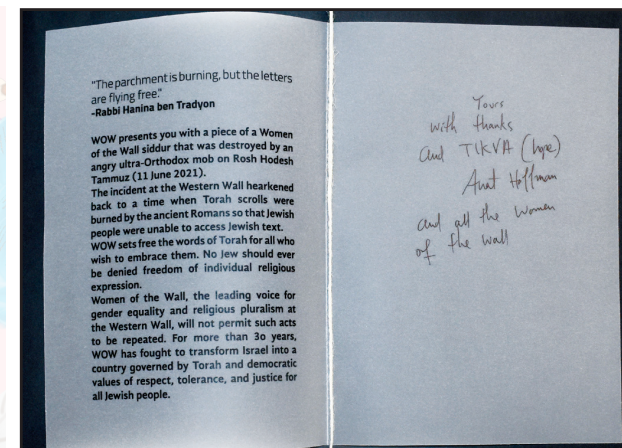 "The parchment is burning, but the letters
are flying free."
-Rabbi Hanina ben Tradyon
WOW presents you with a piece of a Women
of the Wall siddur that was destroyed by an
angry ultra-Orthodox mob on Rosh Hodesh
Tammuz (11 June 2021).
The incident at the Western Wall hearkened
back to a time when Torah scrolls were
burned by the ancient Romans so that Jewish
people were unable to access Jewish text.
WOW sets free the words of Torah for all who
wish to embrace them. No Jew should ever
be denied freedom of individual religious
expression.
Women of the Wall, the leading voice for
gender equality and religious pluralism at
the Western Wall, will not permit such acts
to be repeated. For more than 30 years,
WOW has fought to transform Israel into a
country governed by Torah and democratic
values of respect, tolerance, and justice for
all Jewish people.
Yours
with thanks
and TIKVA (hope)
Anat Hoffman
and all the women
of the wall